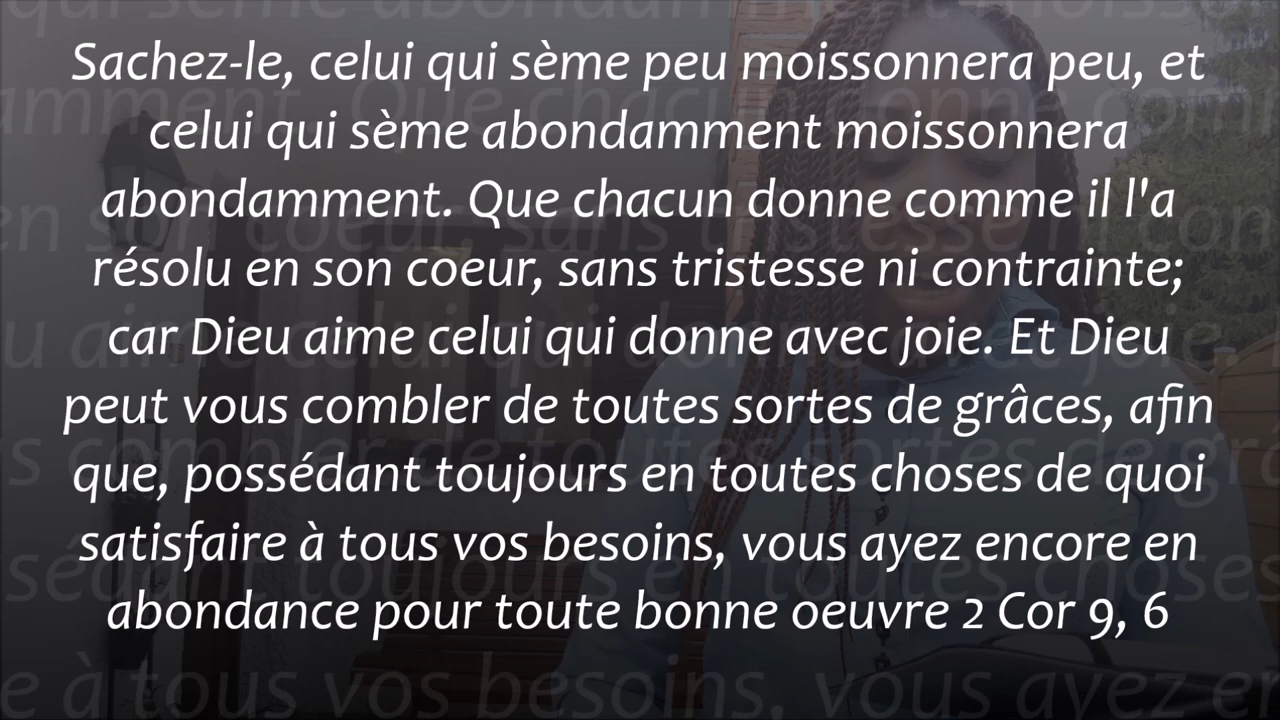 Sachez-le, celui qui sème peu moissonnera peu, et
celui qui sème abondamment moissonnera
abondamment. Que chacun donne comme il l'a
résolu en son coeur, sans tristesse ni contrainte;
car Dieu aime celui qui donne avec joie. Et Dieu
peut vous combler de toutes sortes de grâces, afin
que, possédant toujours en toutes choses de quoi
satisfaire à tous vos besoins, vous ayez encore en
abondance pour toute bonne oeuvre 2 Cor 9, 6